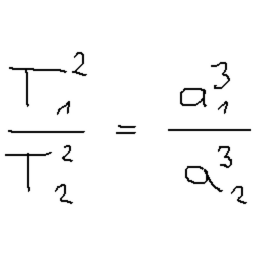 T₁² / T₂² = a₁³ / a₂³